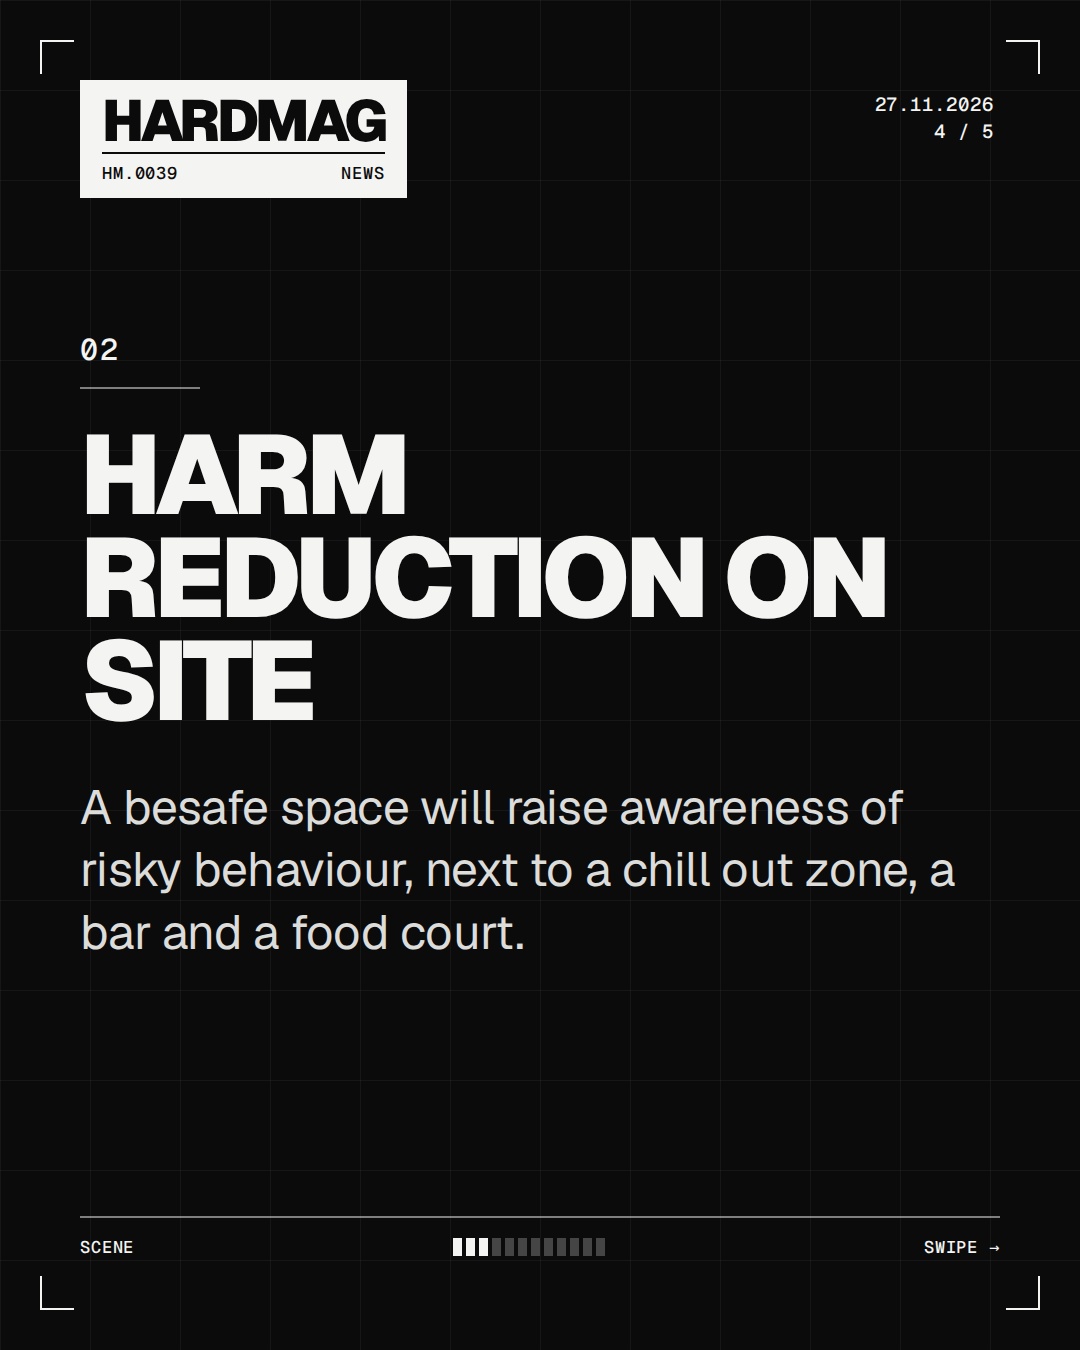 HARDMAG
HM.0039 NEWS
27.11.2026
4 / 5
02
HARM
REDUCTION ON
SITE
A besafe space will raise awareness of
risky behaviour, next to a chill out zone, a
bar and a food court.
SCENE
SWIPE →